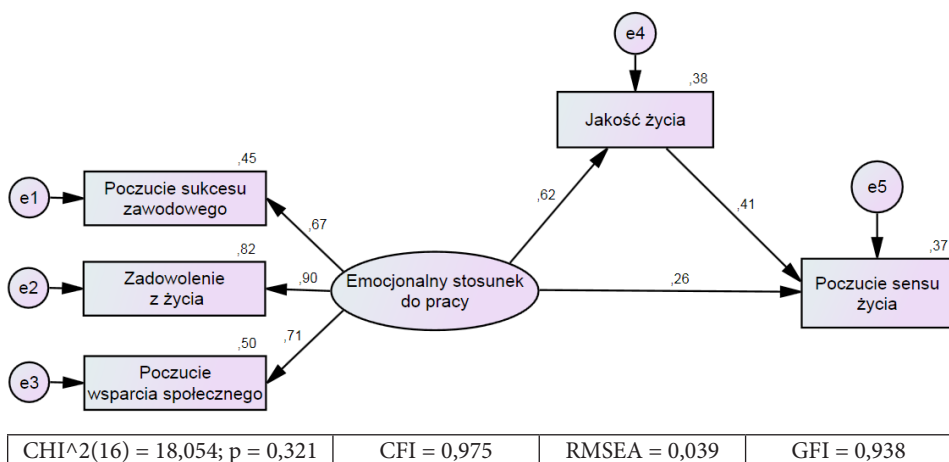 e4
,38
Jakość życia
,45
e1
Poczucie sukcesu
zawodowego
,67
,62
,41
e5
,82
,37
e2
Zadowolenie
z życia
,90
Emocjonalny stosunek
do pracy
,26
Poczucie sensu
życia
,71
,50
e3
Poczucie
wsparcia społecznego
CHI^2(16) = 18,054; p = 0,321
CFI = 0,975
RMSEA = 0,039
GFI = 0,938